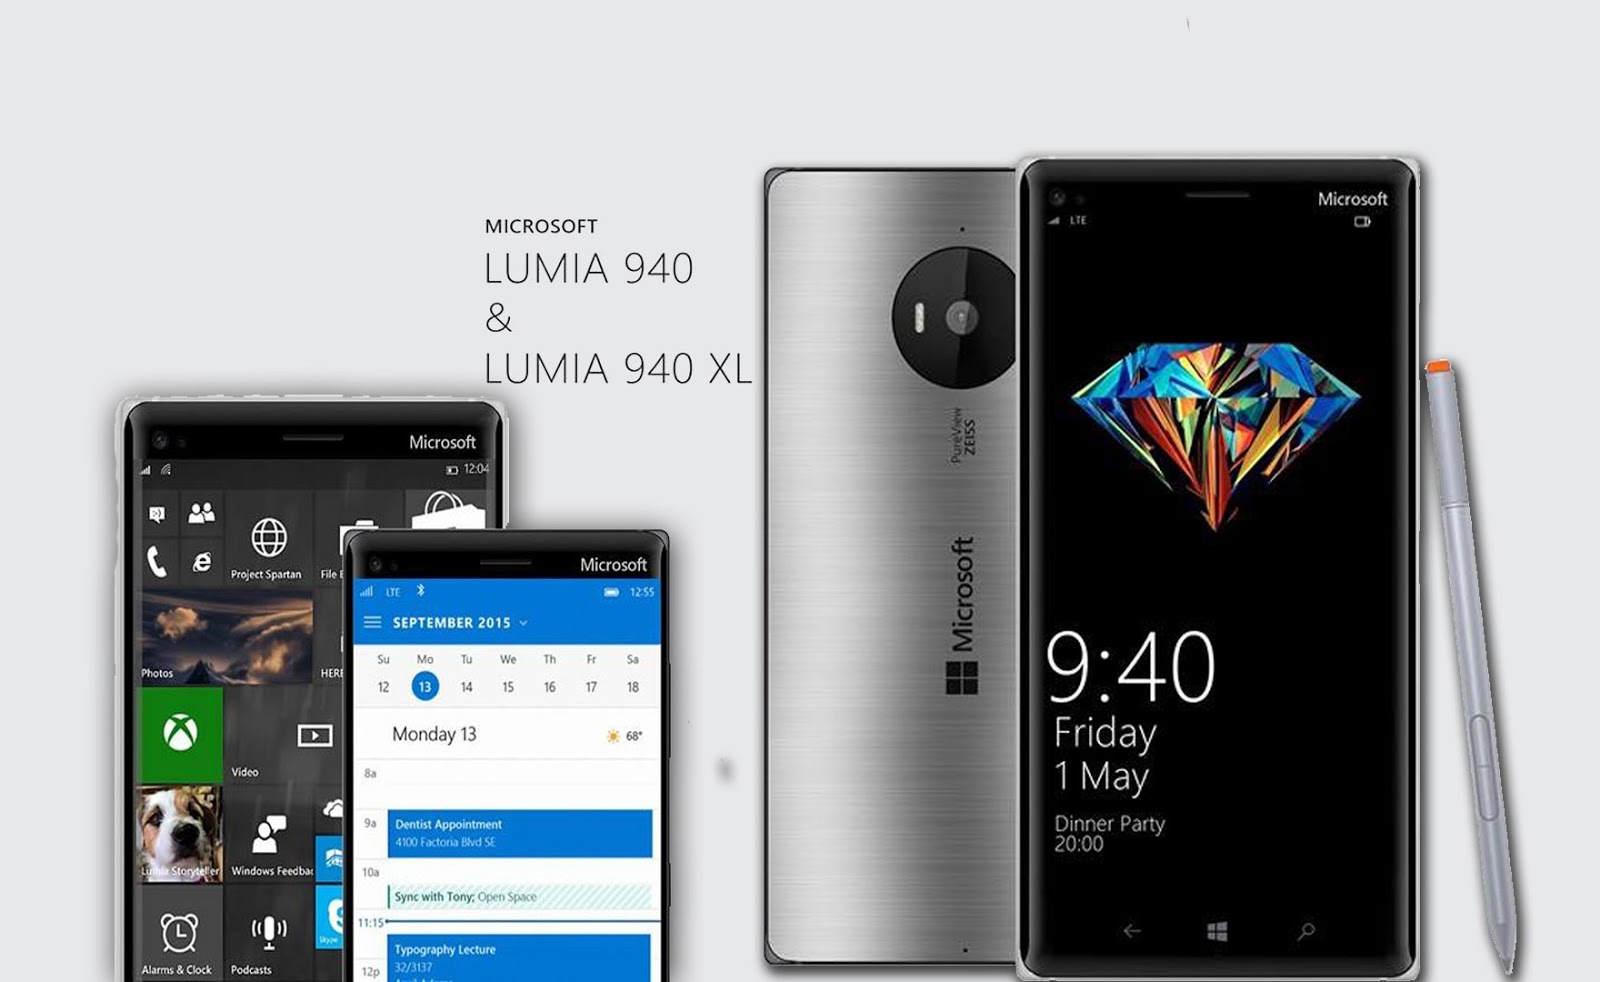 MICROSOFT
LUMIA 940
&
LUMIA 940 XL
Microsoft
12:04
Project Spartan
File E
Photos
HERE
Video
Lumia Storyteller
Windows Feedbac
Skype
Alarms & Clock
Podcasts
Microsoft
LTE
12:55
SEPTEMBER 2015
Su Mo Tu We Th Fr Sa
12 13 14 15 16 17 18
Monday 13
68°
8a
9a
Dentist Appointment
4100 Factoria Blvd SE
10a
Sync with Tony; Open Space
11:15
Typography Lecture
32/3137
12p
PureView
ZEISS
Microsoft
Microsoft
LTE
9:40
Friday
1 May
Dinner Party
20:00